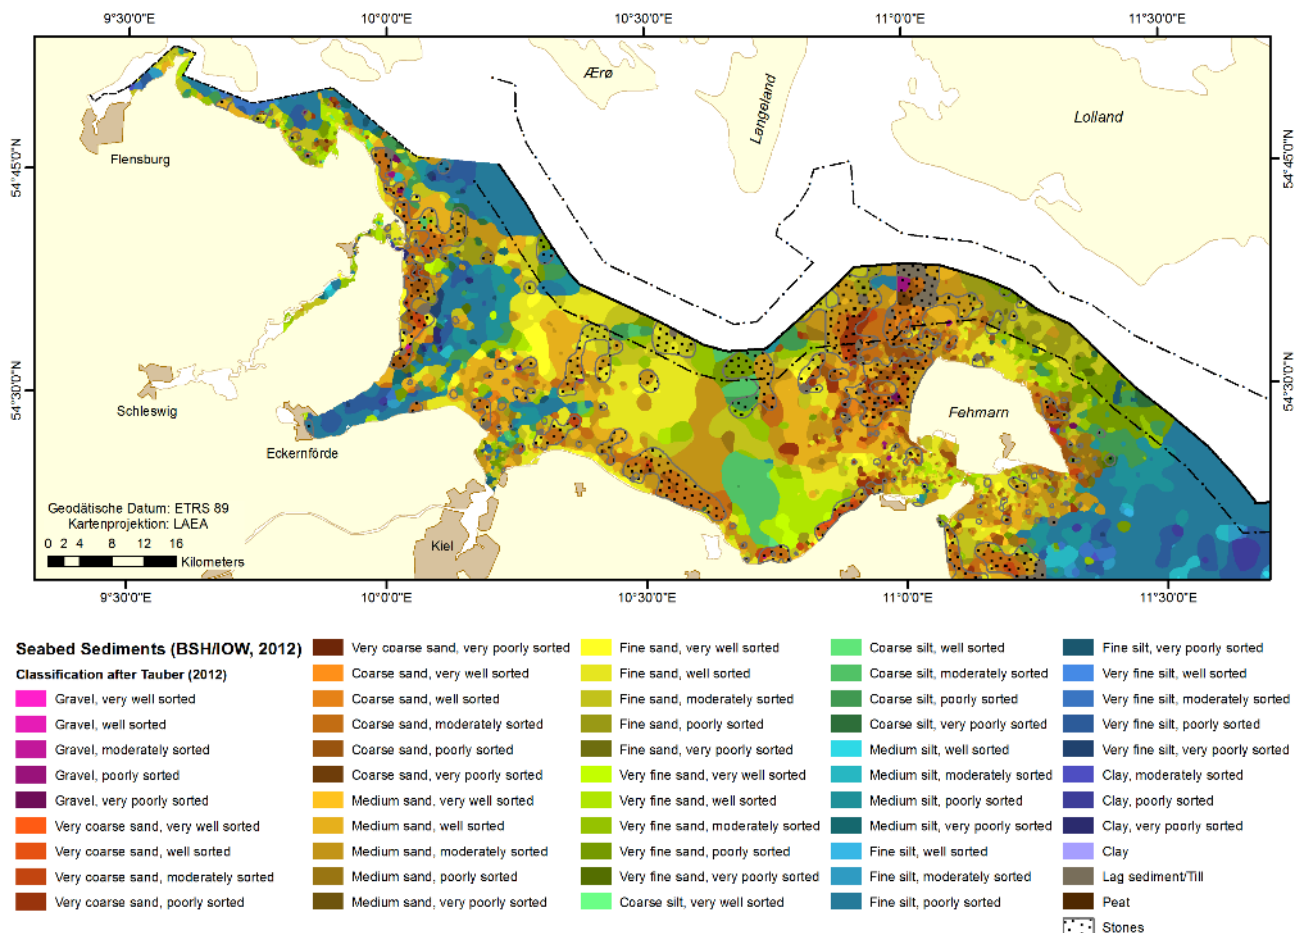 9°30'0"E 10°0'0"E 10°30'0"E 11°0'0"E 11°30'0"E
Ærø
Langeland
Lolland
Flensburg
54°45'0"N 54°45'0"N
54°30'0"N 54°30'0"N
Schleswig
Fehmarn
Eckernförde
Geodätische Datum: ETRS 89
Kartenprojektion: LAEA
0 2 4 8 12 16
Kilometers
Kiel
9°30'0"E 10°0'0"E 10°30'0"E 11°0'0"E 11°30'0"E
Seabed Sediments (BSH/IOW, 2012)
Classification after Tauber (2012)
Gravel, very well sorted
Gravel, well sorted
Gravel, moderately sorted
Gravel, poorly sorted
Gravel, very poorly sorted
Very coarse sand, very well sorted
Very coarse sand, well sorted
Very coarse sand, moderately sorted
Very coarse sand, poorly sorted
Very coarse sand, very poorly sorted
Coarse sand, very well sorted
Coarse sand, well sorted
Coarse sand, moderately sorted
Coarse sand, poorly sorted
Coarse sand, very poorly sorted
Medium sand, very well sorted
Medium sand, well sorted
Medium sand, moderately sorted
Medium sand, poorly sorted
Medium sand, very poorly sorted
Fine sand, very well sorted
Fine sand, well sorted
Fine sand, moderately sorted
Fine sand, poorly sorted
Fine sand, very poorly sorted
Very fine sand, very well sorted
Very fine sand, well sorted
Very fine sand, moderately sorted
Very fine sand, poorly sorted
Very fine sand, very poorly sorted
Coarse silt, very well sorted
Coarse silt, well sorted
Coarse silt, moderately sorted
Coarse silt, poorly sorted
Coarse silt, very poorly sorted
Medium silt, well sorted
Medium silt, moderately sorted
Medium silt, poorly sorted
Medium silt, very poorly sorted
Fine silt, well sorted
Fine silt, moderately sorted
Fine silt, poorly sorted
Fine silt, very poorly sorted
Very fine silt, well sorted
Very fine silt, moderately sorted
Very fine silt, poorly sorted
Very fine silt, very poorly sorted
Clay, moderately sorted
Clay, poorly sorted
Clay, very poorly sorted
Clay
Lag sediment/Till
Peat
Stones